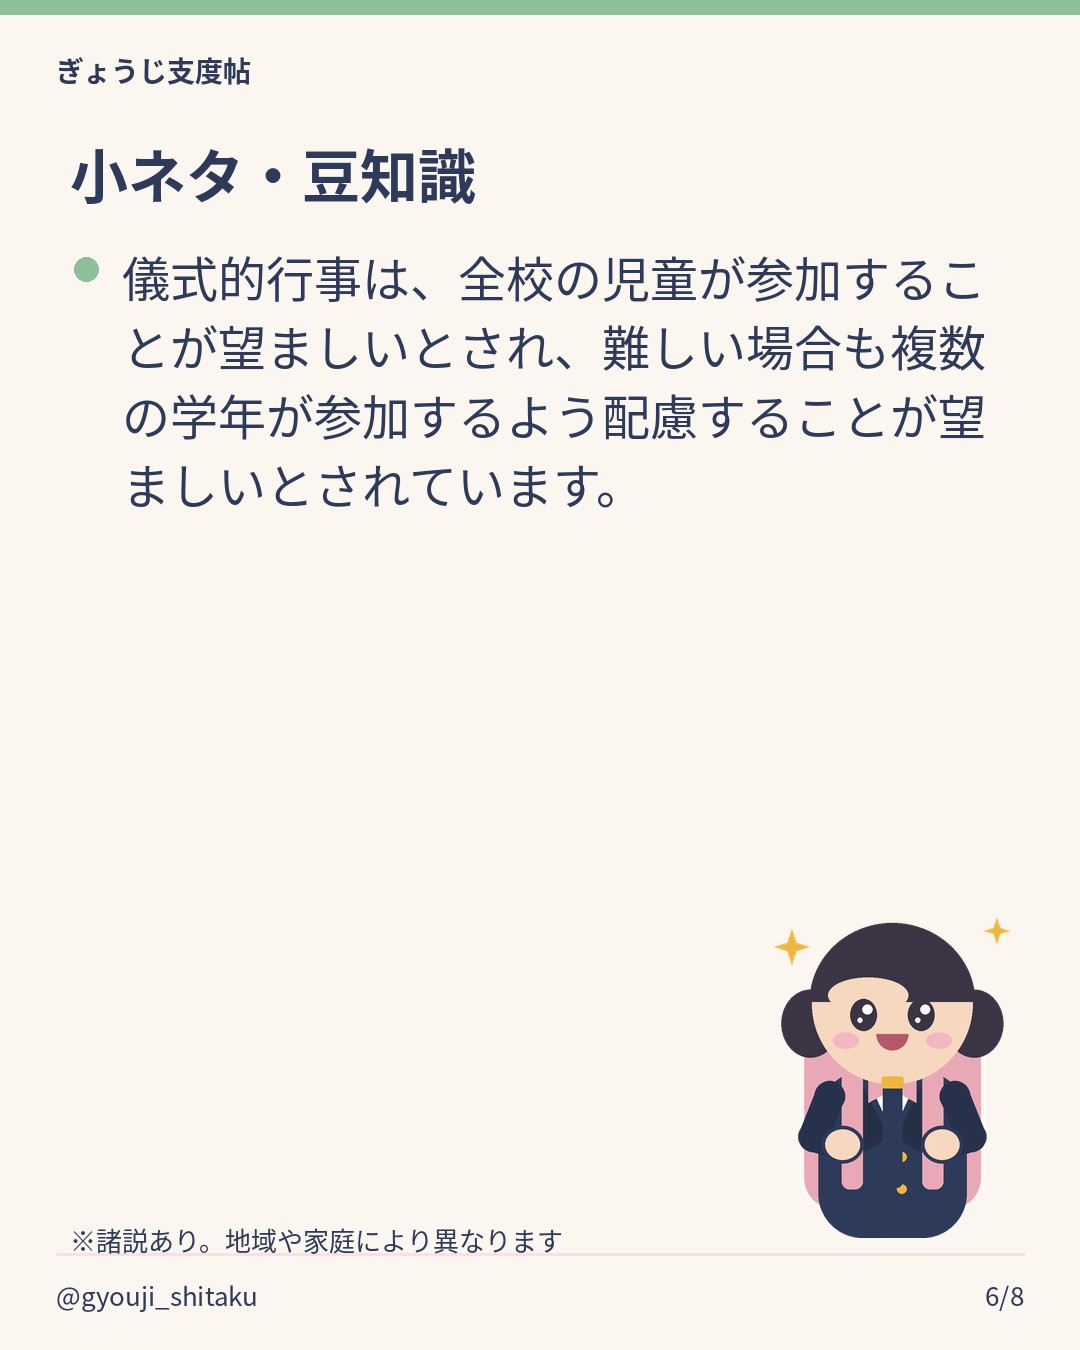 ぎょうじ支度帖
小ネタ・豆知識
儀式的行事は、全校の児童が参加するこ
とが望ましいとされ、難しい場合も複数
の学年が参加するよう配慮することが望
ましいとされています。
※諸説あり。地域や家庭により異なります
@gyouji_shitaku
6/8